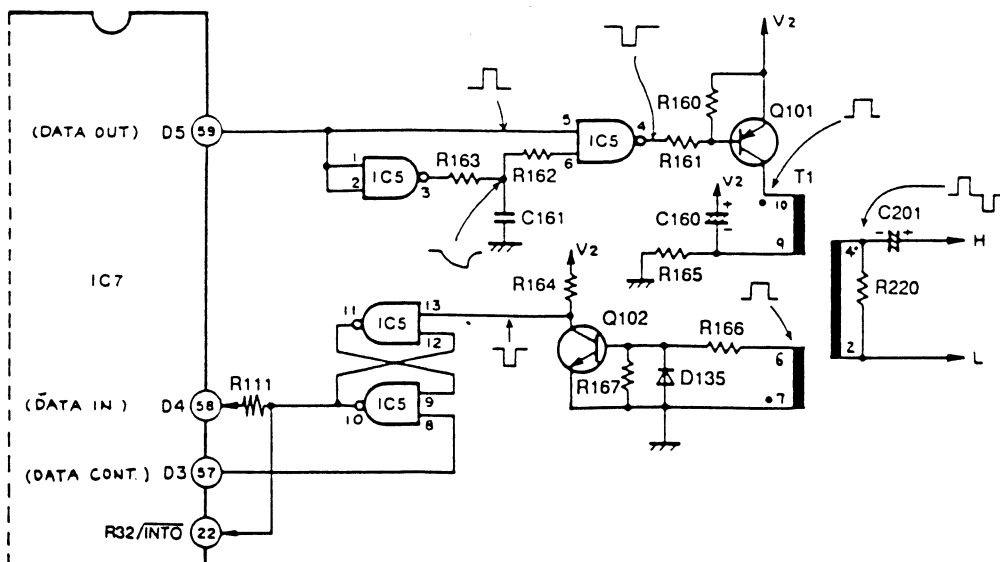 V2
R160
Q101
(DATA OUT) D5 59
5
IC5
4
6
R161
1
2
IC5
3
R163
R162
C161
V2
C160
+
-
R165
T1
10
9
C201
- +
4
H
R220
2
L
IC7
V2
R164
11
IC5
13
12
Q102
R166
6
R167
D135
7
R111
(DATA IN) D4 58
10
IC5
9
8
(DATA CONT.) D3 57
R32/INTO 22